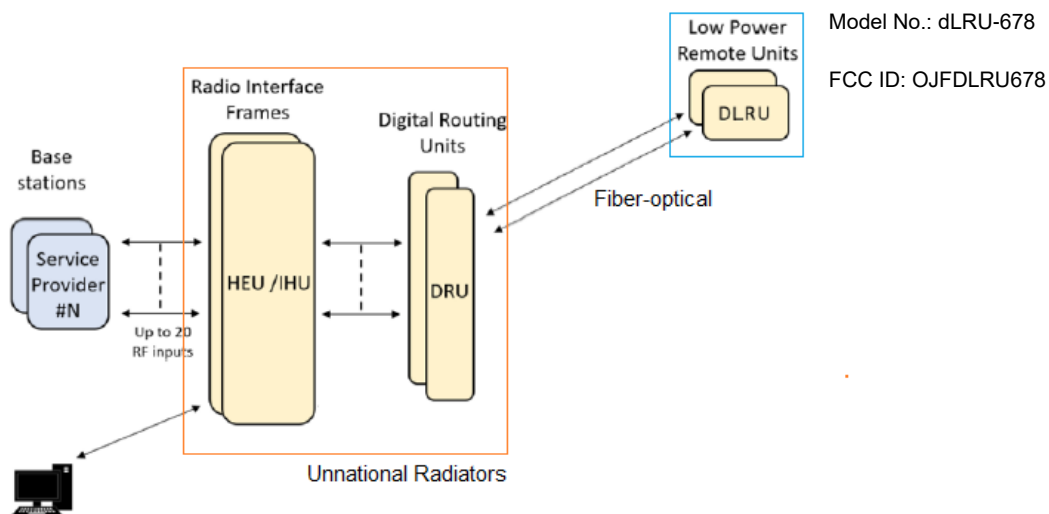 Low Power
Remote Units
Model No.: dLRU-678
FCC ID: OJFDLRU678
DLRU
Radio Interface
Frames
Digital Routing
Units
Base
stations
Fiber-optical
Service
Provider
#N
HEU /IHU
DRU
Up to 20
RF inputs
Unnational Radiators